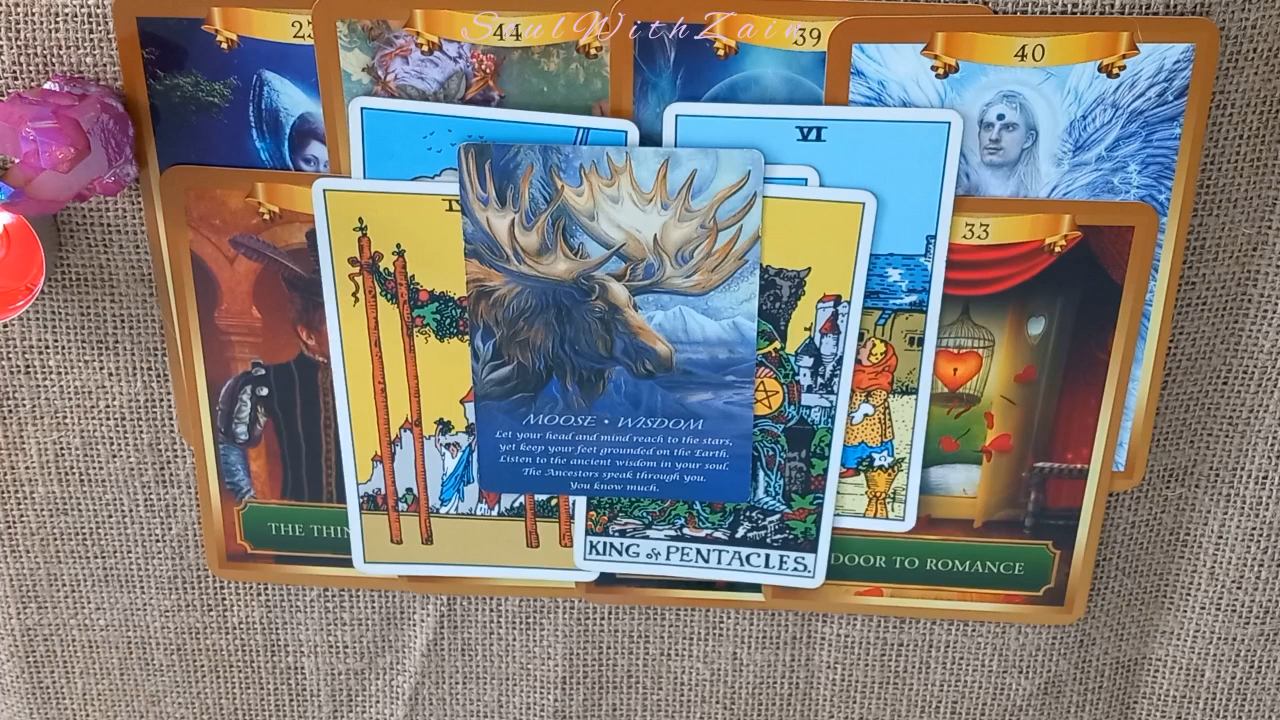 SoulWithZain
44
39
40
VI
33
MOOSE • WISDOM
Let your head and mind reach to the stars,
yet keep your feet grounded on the Earth.
Listen to the ancient wisdom in your soul.
The Ancestors speak through you.
You know much.
THE
KING of PENTACLES.
DOOR TO ROMANCE